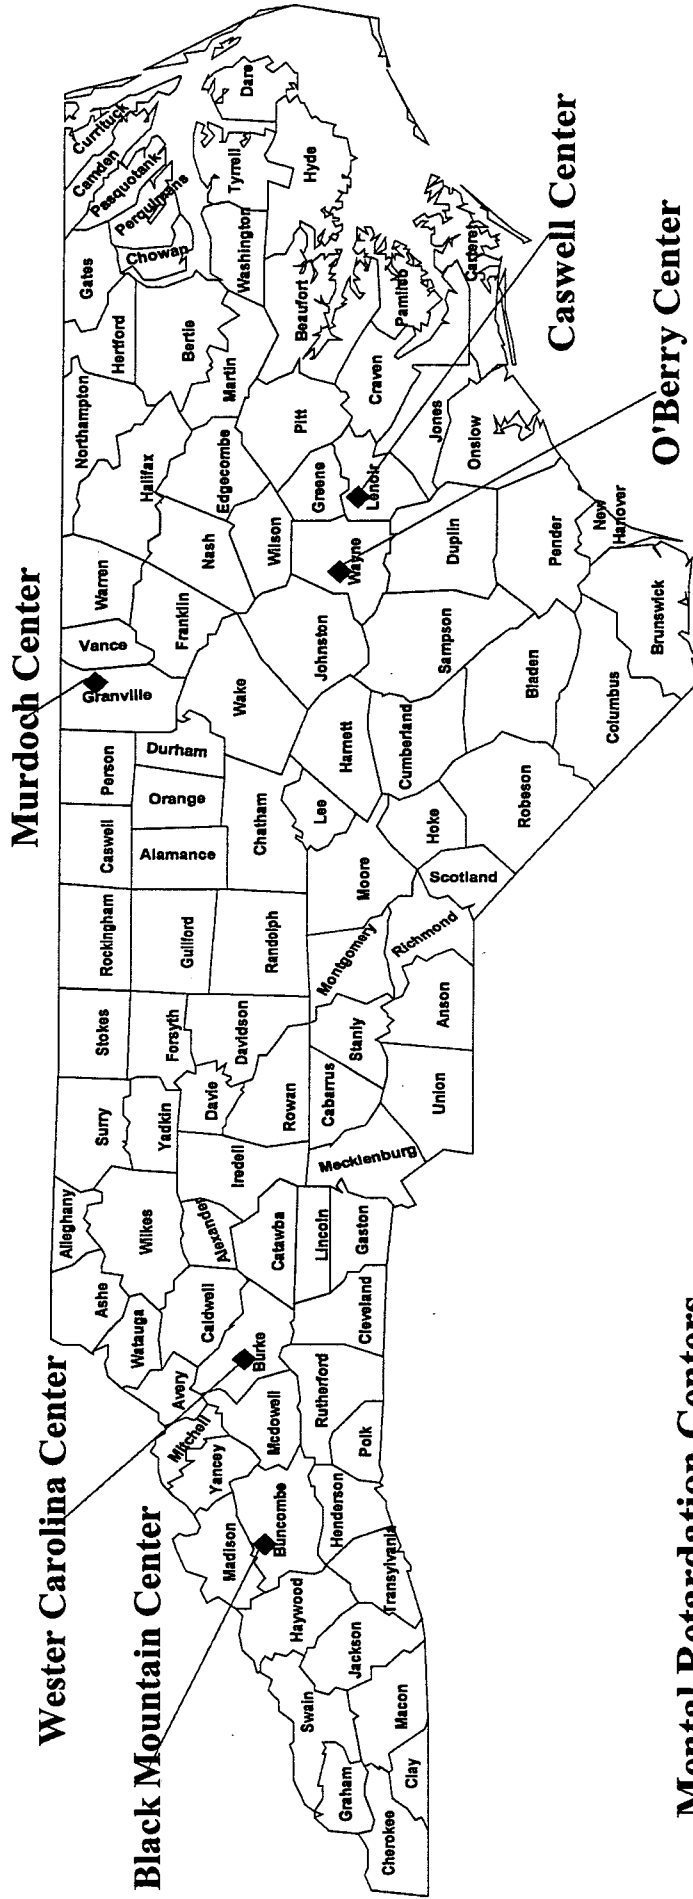 Murdoch Center
Wester Carolina Center
Black Mountain Center
Caswell Center
O'Berry Center
Cherokee
Graham
Clay
Swain
Macon
Jackson
Haywood
Transylvania
Madison
Buncombe
Henderson
Yancey
Mitchell
Mcdowell
Polk
Rutherford
Avery
Burke
Cleveland
Watauga
Caldwell
Ashe
Alleghany
Wilkes
Alexander
Catawba
Lincoln
Gaston
Surry
Yadkin
Iredell
Mecklenburg
Davie
Rowan
Cabarrus
Union
Stokes
Forsyth
Davidson
Stanly
Anson
Rockingham
Guilford
Randolph
Montgomery
Richmond
Caswell
Alamance
Orange
Chatham
Moore
Scotland
Person
Durham
Lee
Hoke
Robeson
Granville
Vance
Wake
Harnett
Cumberland
Bladen
Columbus
Warren
Franklin
Johnston
Sampson
Brunswick
Nash
Wilson
Wayne
Duplin
Pender
New
Hanover
Northampton
Halifax
Edgecombe
Greene
Lenoir
Jones
Onslow
Pitt
Craven
Hertford
Bertie
Martin
Beaufort
Pamlico
Carteret
Gates
Chowan
Perquimans
Pasquotank
Camden
Currituck
Washington
Tyrrell
Hyde
Dare
Mental Retardation Centers